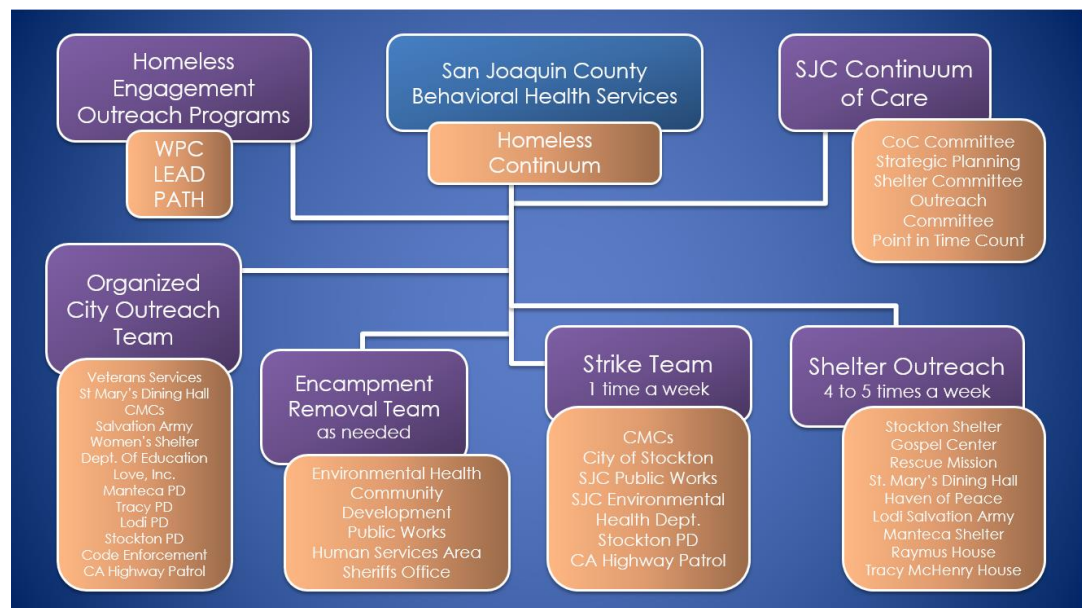 Homeless
Engagement
Outreach Programs
WPC
LEAD
PATH
San Joaquin County
Behavioral Health Services
Homeless
Continuum
SJC Continuum
of Care
CoC Committee
Strategic Planning
Shelter Committee
Outreach
Committee
Point in Time Count
Organized
City Outreach
Team
Veterans Services
St Mary's Dining Hall
CMCs
Salvation Army
Women's Shelter
Dept. Of Education
Love, Inc.
Manteca PD
Tracy PD
Lodi PD
Stockton PD
Code Enforcement
CA Highway Patrol
Encampment
Removal Team
as needed
Environmental Health
Community
Development
Public Works
Human Services Area
Sheriffs Office
Strike Team
1 time a week
CMCs
City of Stockton
SJC Public Works
SJC Environmental
Health Dept.
Stockton PD
CA Highway Patrol
Shelter Outreach
4 to 5 times a week
Stockton Shelter
Gospel Center
Rescue Mission
St. Mary's Dining Hall
Haven of Peace
Lodi Salvation Army
Manteca Shelter
Raymus House
Tracy McHenry House